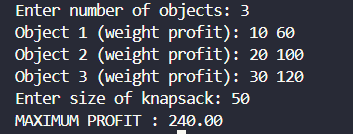 Enter number of objects: 3
Object 1 (weight profit): 10 60
Object 2 (weight profit): 20 100
Object 3 (weight profit): 30 120
Enter size of knapsack: 50
MAXIMUM PROFIT : 240.00